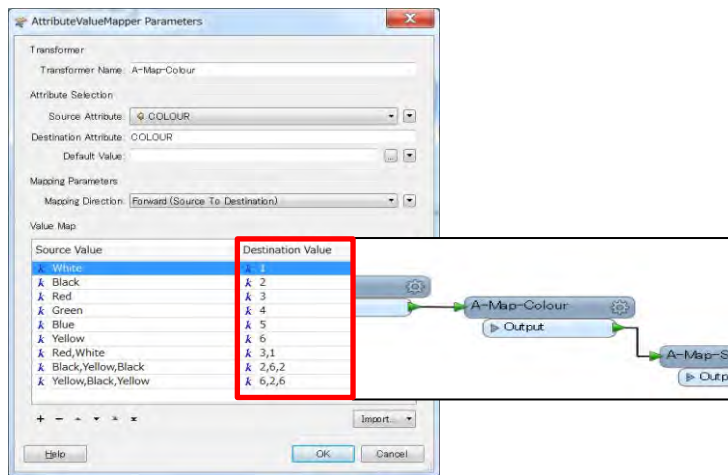 AttributeValueMapper Parameters
Transformer
Transformer Name: A-Map-Colour
Attribute Selection
Source Attribute: COLOUR
Destination Attribute: COLOUR
Default Value:
Mapping Parameters
Mapping Direction: Forward (Source To Destination)
Value Map
Source Value Destination Value
White 1
Black 2
Red 3
Green 4
Blue 5
Yellow 6
Red,White 3,1
Black,Yellow,Black 2,6,2
Yellow,Black,Yellow 6,2,6
Import...
Help OK Cancel
A-Map-Colour
Output
A-Map-S
Outp